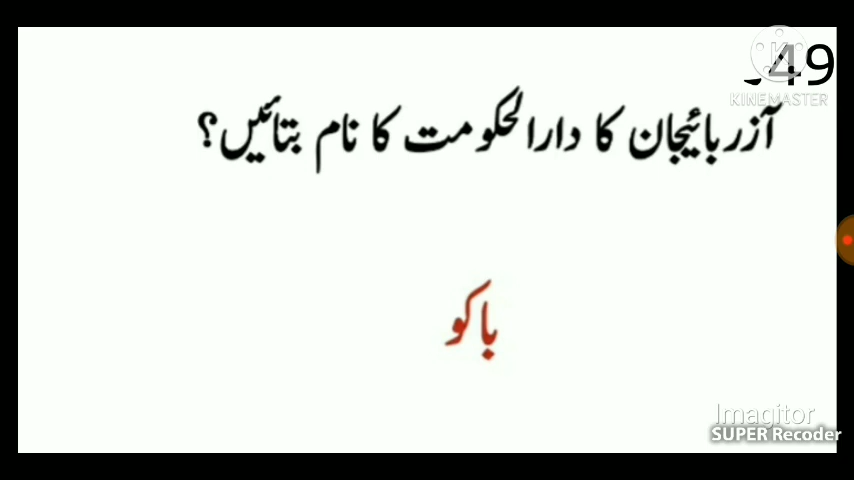 49
KINEMASTER
آزربائیجان کا دارالحکومت کا نام بتائیں؟
باکو
Imagitor
SUPER Recoder